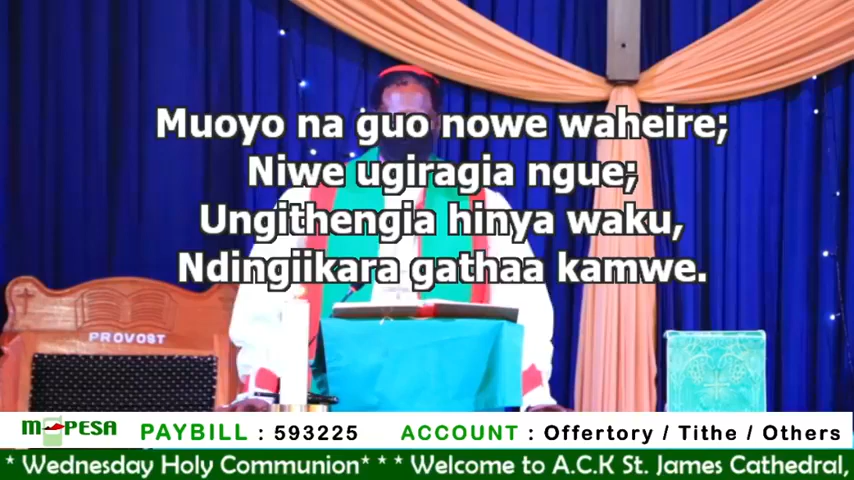 Muoyo na guo nowe waheire;
Niwe ugiragia ngue;
Ungithengia hinya waku,
Ndingiikara gathaa kamwe.
PROVOST
M-PESA PAYBILL : 593225 ACCOUNT : Offertory / Tithe / Others
* Wednesday Holy Communion* * * Welcome to A.C.K St. James Cathedral,